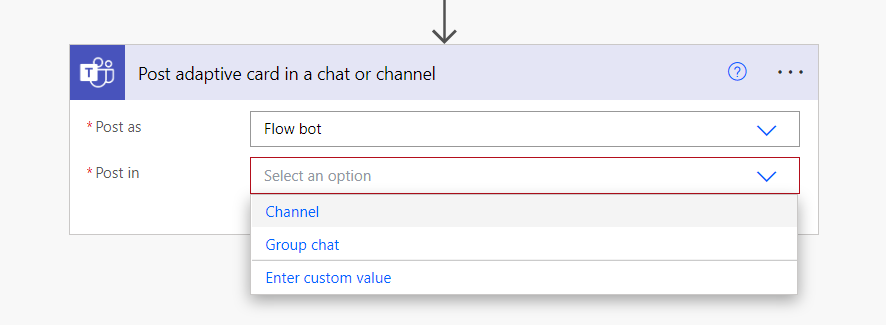 T
Post adaptive card in a chat or channel
?
...
* Post as
Flow bot
* Post in
Select an option
Channel
Group chat
Enter custom value